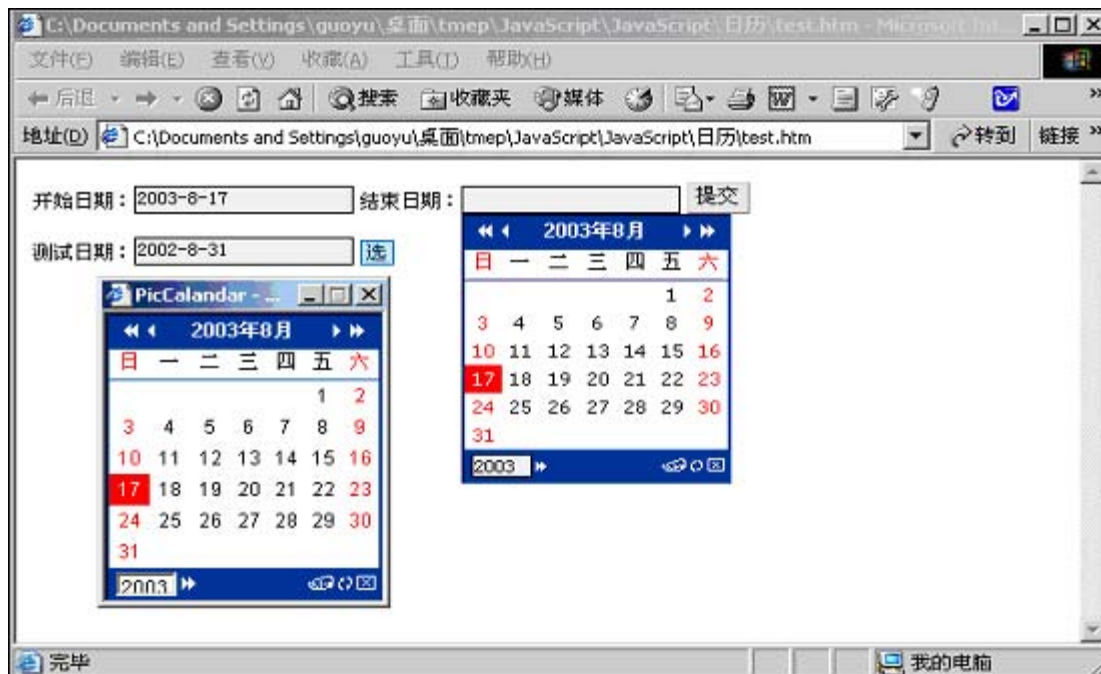 C:\Documents and Settings\guoyu\桌面\tmep\JavaScript\JavaScript\日历\test.htm - Microsoft Int
文件(F) 编辑(E) 查看(V) 收藏(A) 工具(T) 帮助(H)
后退 搜索 收藏夹 媒体
地址(D) C:\Documents and Settings\guoyu\桌面\tmep\JavaScript\JavaScript\日历\test.htm 转到 链接
开始日期：2003-8-17 结束日期： 提交
测试日期：2002-8-31 选
PicCalandar - ...
2003年8月
日 一 二 三 四 五 六
1 2
3 4 5 6 7 8 9
10 11 12 13 14 15 16
17 18 19 20 21 22 23
24 25 26 27 28 29 30
31
2003
2003年8月
日 一 二 三 四 五 六
1 2
3 4 5 6 7 8 9
10 11 12 13 14 15 16
17 18 19 20 21 22 23
24 25 26 27 28 29 30
31
2003
完毕 我的电脑